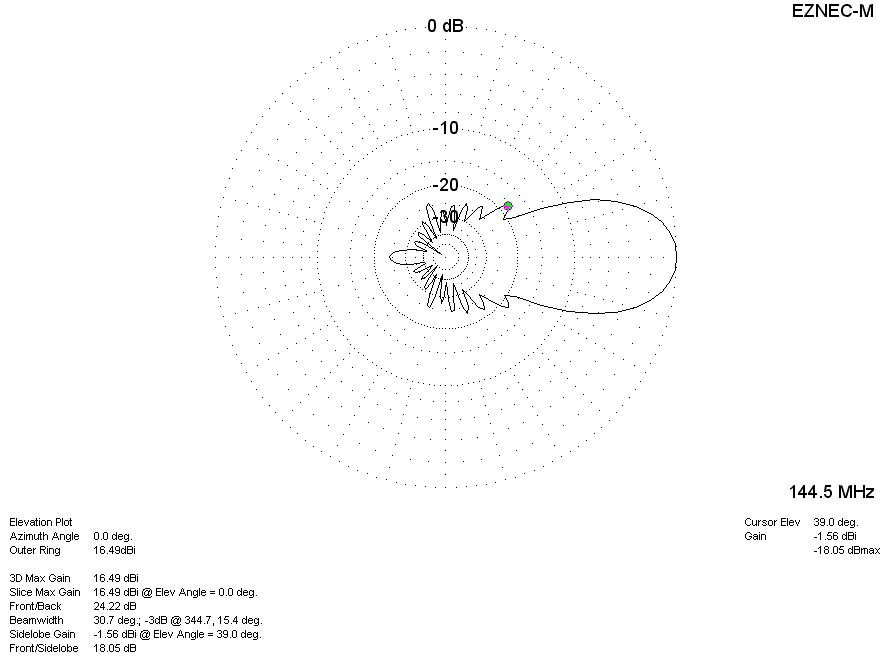 EZNEC-M
0 dB
-10
-20
-30
144.5 MHz
Elevation Plot
Azimuth Angle 0.0 deg.
Outer Ring 16.49dBi
3D Max Gain 16.49 dBi
Slice Max Gain 16.49 dBi @ Elev Angle = 0.0 deg.
Front/Back 24.22 dB
Beamwidth 30.7 deg.; -3dB @ 344.7, 15.4 deg.
Sidelobe Gain -1.56 dBi @ Elev Angle = 39.0 deg.
Front/Sidelobe 18.05 dB
Cursor Elev 39.0 deg.
Gain -1.56 dBi
-18.05 dBmax